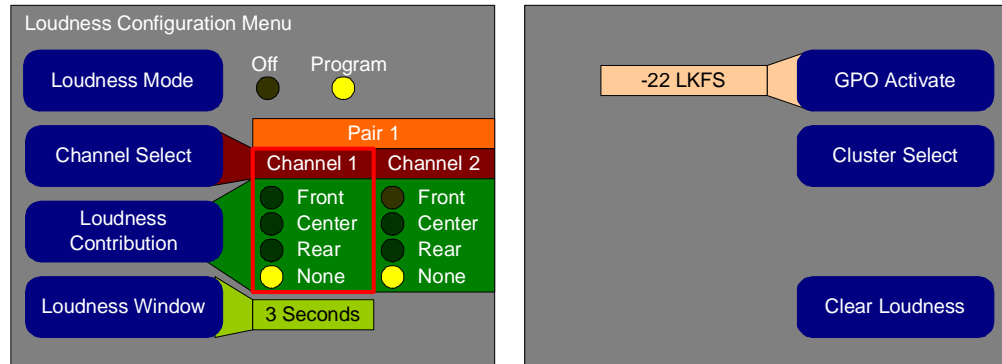 Loudness Configuration Menu
Loudness Mode
Off
Program
Channel Select
Pair 1
Channel 1
Channel 2
Loudness
Contribution
Front
Center
Rear
None
Front
Center
Rear
None
Loudness Window
3 Seconds
-22 LKFS
GPO Activate
Cluster Select
Clear Loudness